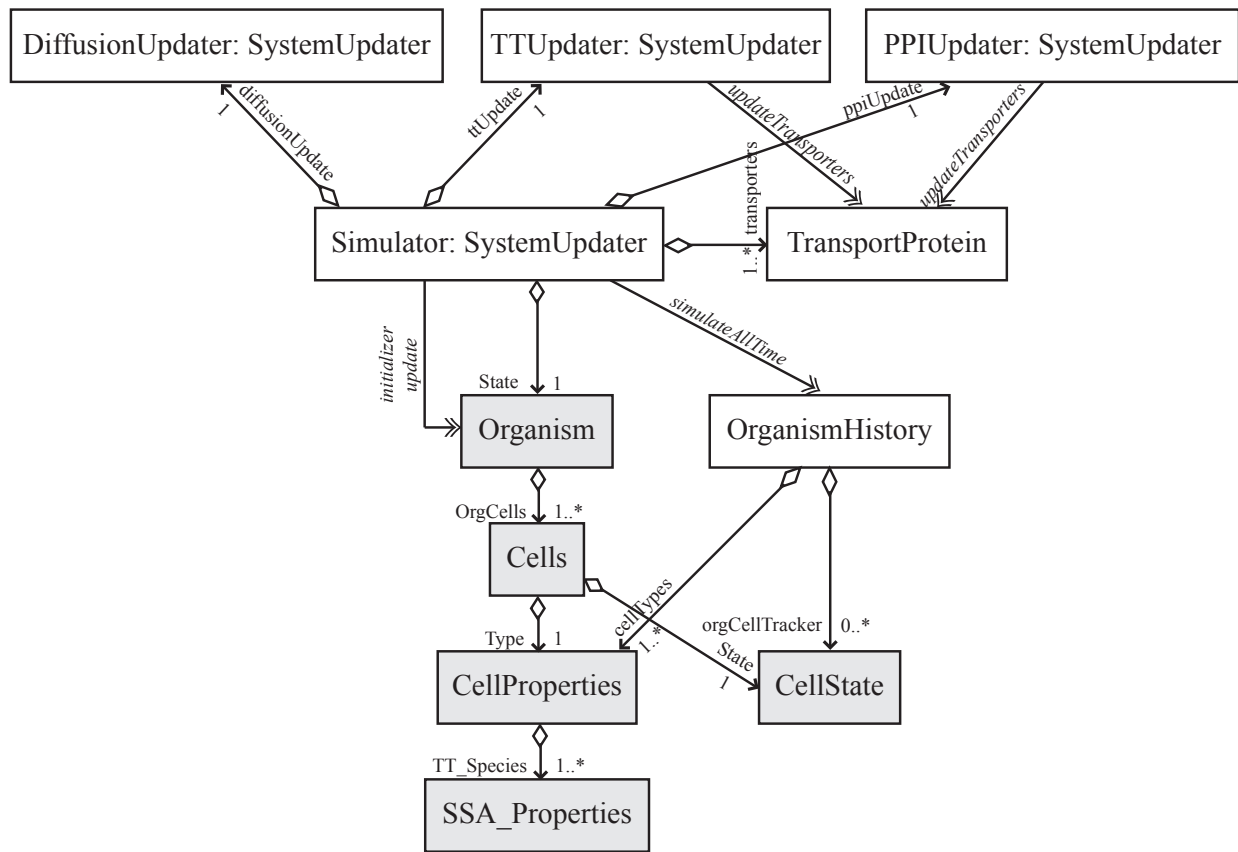 DiffusionUpdater: SystemUpdater
TTUpdater: SystemUpdater
PPIUpdater: SystemUpdater
1
diffusionUpdate
ttUpdate
1
updateTransporters
ppiUpdate
1
updateTransporters
Simulator: SystemUpdater
1..*
transporters
TransportProtein
initializer
update
simulateAllTime
State
1
Organism
OrganismHistory
OrgCells
1..*
Cells
cellTypes
1..*
orgCellTracker
0..*
Type
1
State
1
CellProperties
CellState
TT_Species
1..*
SSA_Properties